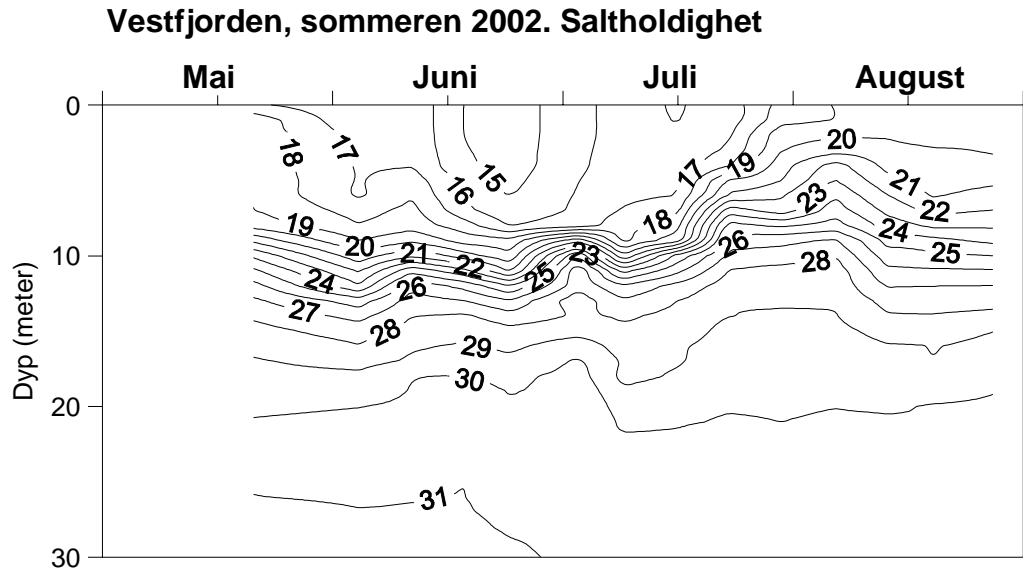 Vestfjorden, sommeren 2002. Saltholdighet
Mai Juni Juli August
0
10
20
30
Dyp (meter)
18 17 16 15 17 18 19 20
19 20 21 22 23 21 22 23
24 25 26 26 24 25
27 28 28
29
30
31